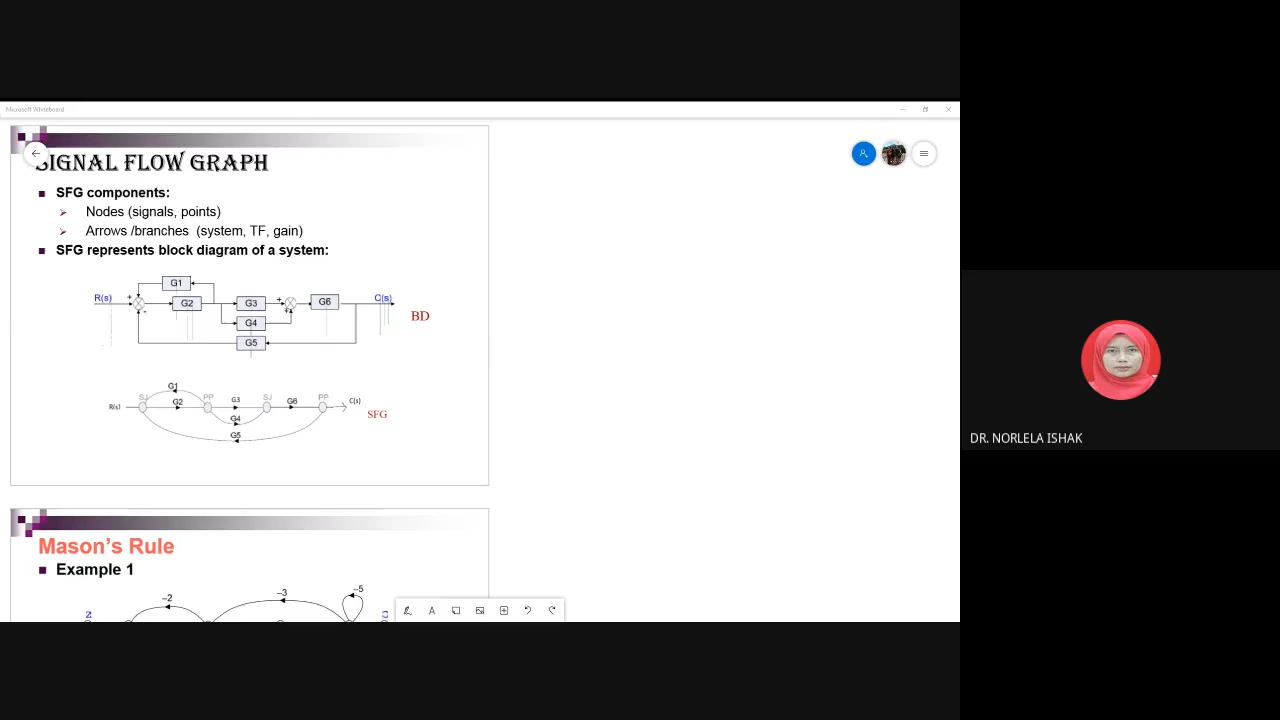 Microsoft Whiteboard
SIGNAL FLOW GRAPH
SFG components:
Nodes (signals, points)
Arrows /branches (system, TF, gain)
SFG represents block diagram of a system:
G1
R(s) + G2 G3 + G6 C(s)
- +
G4
BD
G5
G1
SJ PP SJ PP
R(s) G2 G3 G6 C(s)
G4
SFG
G5
Mason's Rule
Example 1
-2 -3 -5
A
DR. NORLELA ISHAK